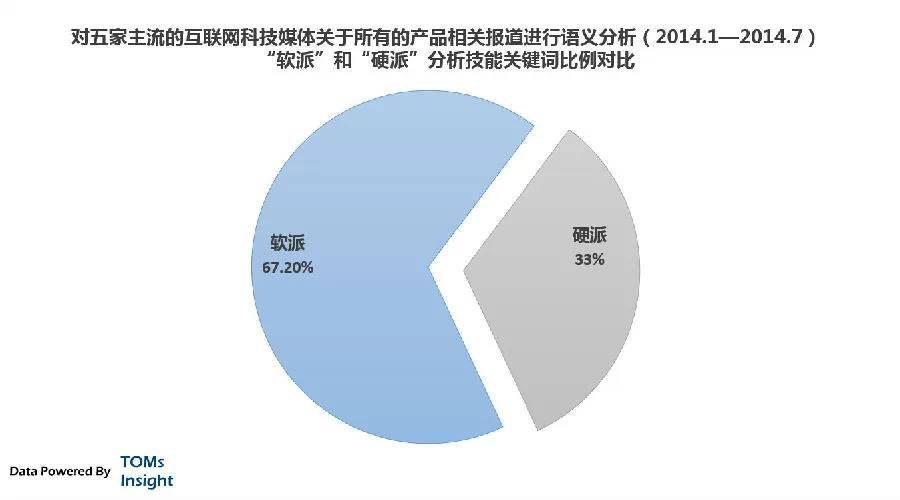 对五家主流的互联网科技媒体关于所有的产品相关报道进行语义分析（2014.1—2014.7）
“软派”和“硬派”分析技能关键词比例对比
软派
67.20%
硬派
33%
Data Powered By TOMs
Insight